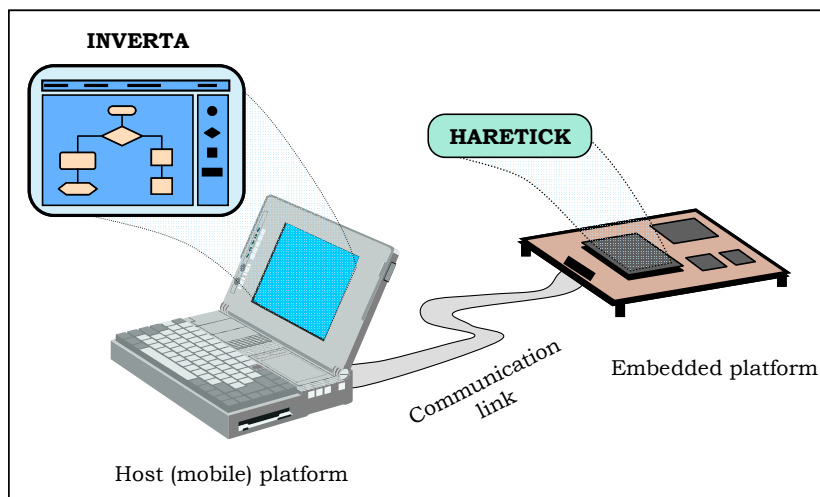 INVERTA
HARETICK
Embedded platform
Communication
link
Host (mobile) platform